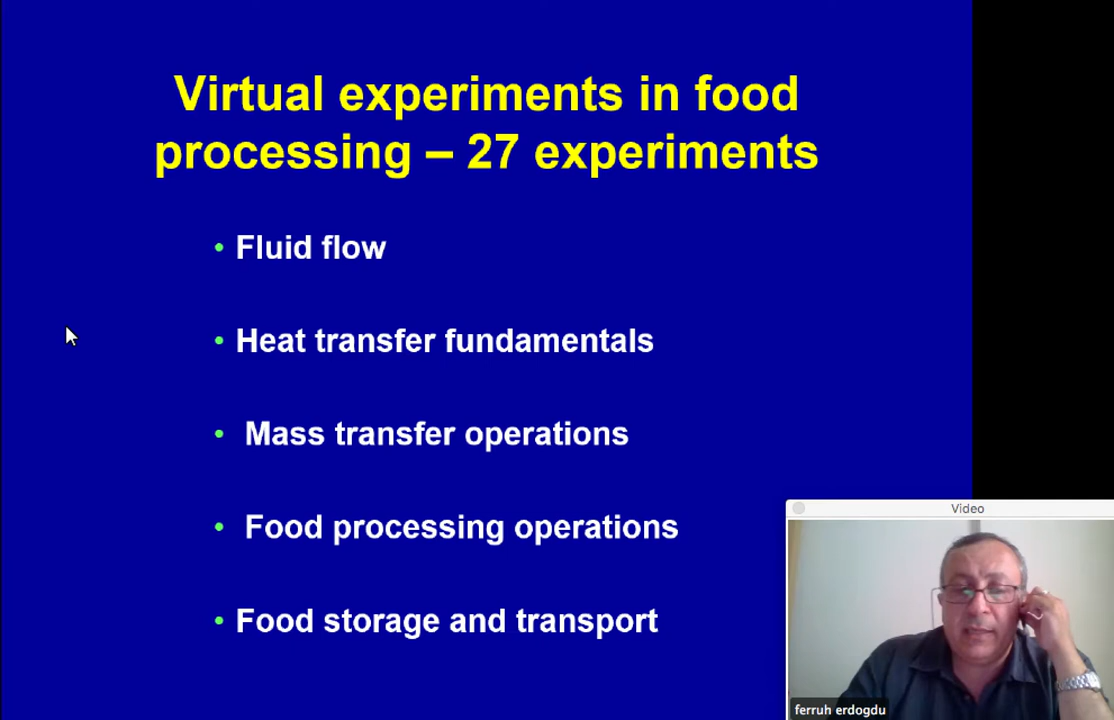 Virtual experiments in food
processing – 27 experiments
• Fluid flow
• Heat transfer fundamentals
• Mass transfer operations
• Food processing operations
• Food storage and transport
Video
ferruh erdogdu